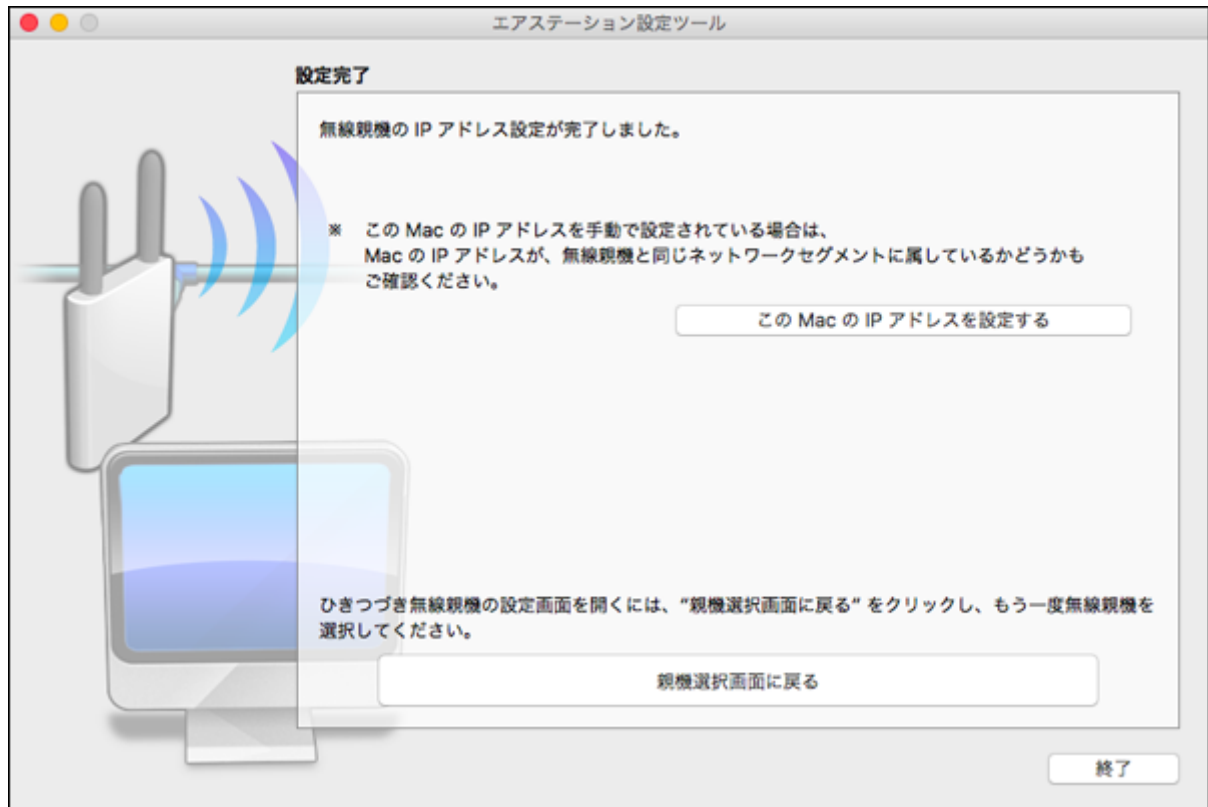 エアステーション設定ツール
設定完了
無線親機の IP アドレス設定が完了しました。
※ この Mac の IP アドレスを手動で設定されている場合は、
Mac の IP アドレスが、無線親機と同じネットワークセグメントに属しているかどうかも
ご確認ください。
この Mac の IP アドレスを設定する
ひきつづき無線親機の設定画面を開くには、“親機選択画面に戻る” をクリックし、もう一度無線親機を
選択してください。
親機選択画面に戻る
終了